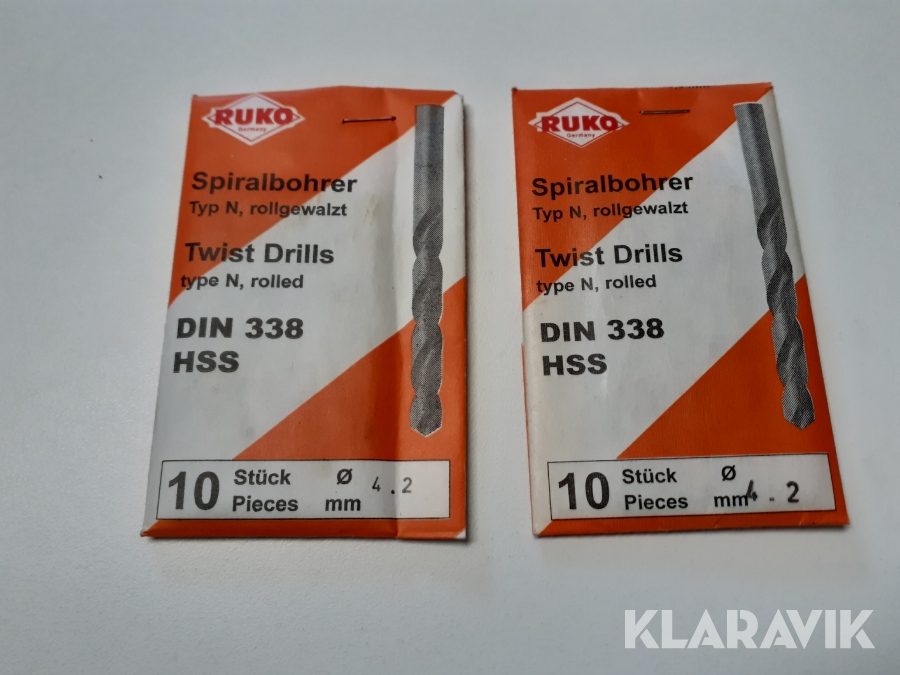 RUKO
Germany
Spiralbohrer
Typ N, rollgewalzt
Twist Drills
type N, rolled
DIN 338
HSS
10 Stück Ø 4.2
Pieces mm
RUKO
Germany
Spiralbohrer
Typ N, rollgewalzt
Twist Drills
type N, rolled
DIN 338
HSS
10 Stück Ø
Pieces mm 4.2
KLARAVIK